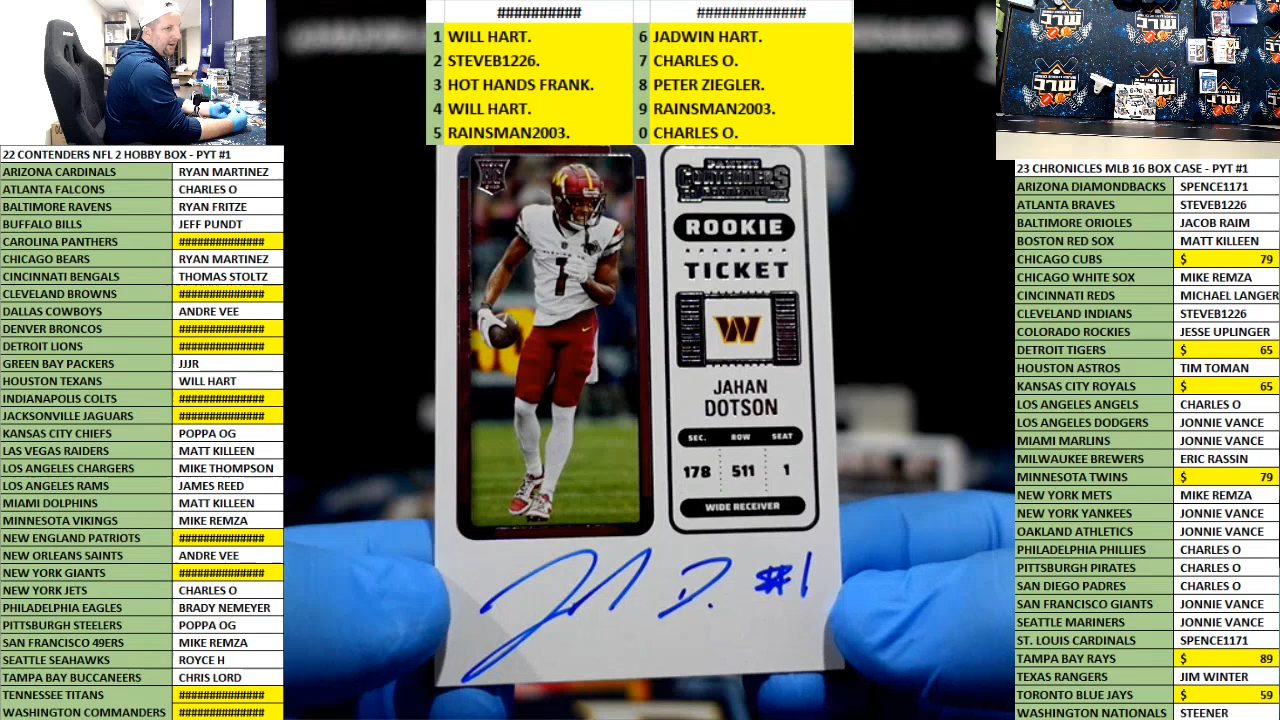 ##########
#############
1 WILL HART.
2 STEVEB1226.
3 HOT HANDS FRANK.
4 WILL HART.
5 RAINSMAN2003.
6 JADWIN HART.
7 CHARLES O.
8 PETER ZIEGLER.
9 RAINSMAN2003.
0 CHARLES O.
22 CONTENDERS NFL 2 HOBBY BOX - PYT #1
ARIZONA CARDINALS RYAN MARTINEZ
ATLANTA FALCONS CHARLES O
BALTIMORE RAVENS RYAN FRITZE
BUFFALO BILLS JEFF PUNDT
CAROLINA PANTHERS ##############
CHICAGO BEARS RYAN MARTINEZ
CINCINNATI BENGALS THOMAS STOLTZ
CLEVELAND BROWNS ##############
DALLAS COWBOYS ANDRE VEE
DENVER BRONCOS ##############
DETROIT LIONS ##############
GREEN BAY PACKERS JJJR
HOUSTON TEXANS WILL HART
INDIANAPOLIS COLTS ##############
JACKSONVILLE JAGUARS ##############
KANSAS CITY CHIEFS POPPA OG
LAS VEGAS RAIDERS MATT KILLEEN
LOS ANGELES CHARGERS MIKE THOMPSON
LOS ANGELES RAMS JAMES REED
MIAMI DOLPHINS MATT KILLEEN
MINNESOTA VIKINGS MIKE REMZA
NEW ENGLAND PATRIOTS ##############
NEW ORLEANS SAINTS ANDRE VEE
NEW YORK GIANTS ##############
NEW YORK JETS CHARLES O
PHILADELPHIA EAGLES BRADY NEMEYER
PITTSBURGH STEELERS POPPA OG
SAN FRANCISCO 49ERS MIKE REMZA
SEATTLE SEAHAWKS ROYCE H
TAMPA BAY BUCCANEERS CHRIS LORD
TENNESSEE TITANS ##############
WASHINGTON COMMANDERS ##############
PANINI
CONTENDERS
ROOKIE
TICKET
W
JAHAN
DOTSON
SEC. ROW SEAT
178 511 1
WIDE RECEIVER
1
J D. #1
23 CHRONICLES MLB 16 BOX CASE - PYT #1
ARIZONA DIAMONDBACKS SPENCE1171
ATLANTA BRAVES STEVEB1226
BALTIMORE ORIOLES JACOB RAIM
BOSTON RED SOX MATT KILLEEN
CHICAGO CUBS $ 79
CHICAGO WHITE SOX MIKE REMZA
CINCINNATI REDS MICHAEL LANGER
CLEVELAND INDIANS STEVEB1226
COLORADO ROCKIES JESSE ILLINGER
DETROIT TIGERS $ 65
HOUSTON ASTROS TIM TOMAN
KANSAS CITY ROYALS $ 65
LOS ANGELES ANGELS CHARLES O
LOS ANGELES DODGERS JONNIE VANCE
MIAMI MARLINS JONNIE VANCE
MILWAUKEE BREWERS ERIC RASSIN
MINNESOTA TWINS $ 79
NEW YORK METS MIKE REMZA
NEW YORK YANKEES JONNIE VANCE
OAKLAND ATHLETICS JONNIE VANCE
PHILADELPHIA PHILLIES CHARLES O
PITTSBURGH PIRATES CHARLES O
SAN DIEGO PADRES CHARLES O
SAN FRANCISCO GIANTS JONNIE VANCE
SEATTLE MARINERS JONNIE VANCE
ST. LOUIS CARDINALS SPENCE1171
TAMPA BAY RAYS $ 89
TEXAS RANGERS JIM WINTER
TORONTO BLUE JAYS $ 59
WASHINGTON NATIONALS STEENER